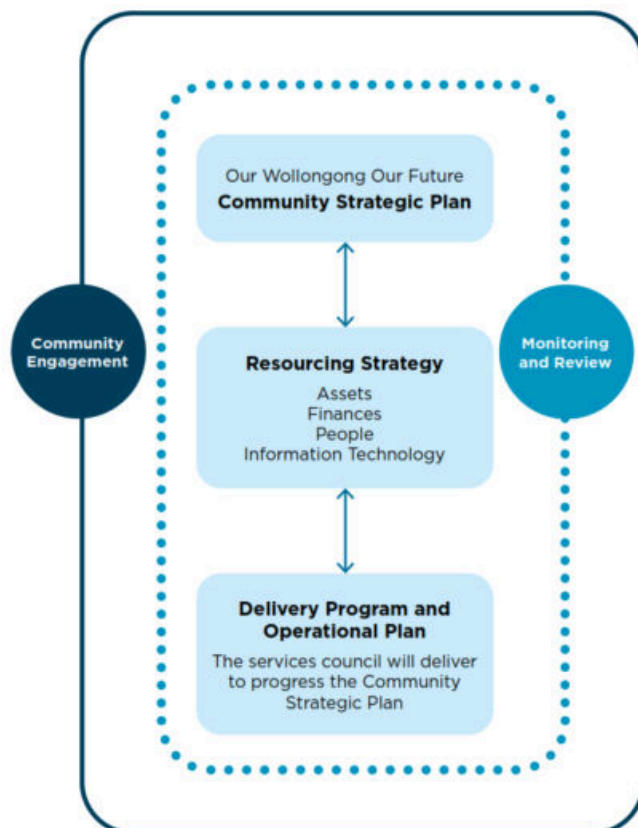 Our Wollongong Our Future
Community Strategic Plan
Community
Engagement
Resourcing Strategy
Assets
Finances
People
Information Technology
Monitoring
and Review
Delivery Program and
Operational Plan
The services council will deliver
to progress the Community
Strategic Plan